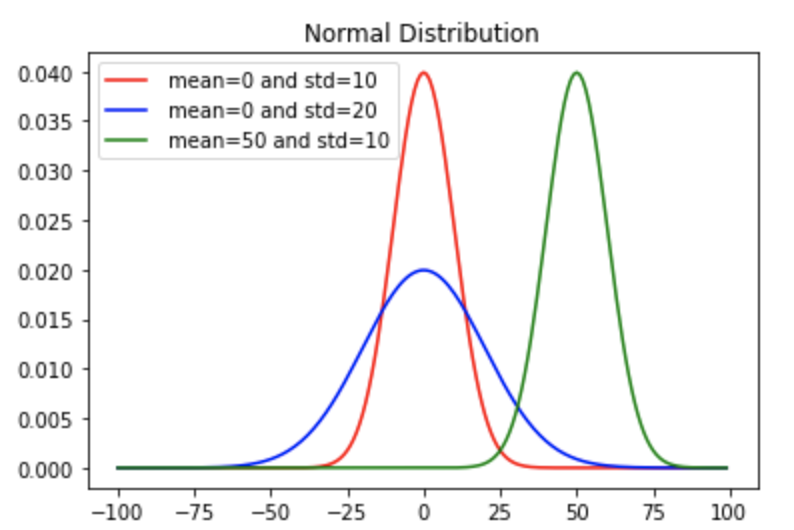 Normal Distribution
mean=0 and std=10
mean=0 and std=20
mean=50 and std=10
0.040
0.035
0.030
0.025
0.020
0.015
0.010
0.005
0.000
−100 −75 −50 −25 0 25 50 75 100